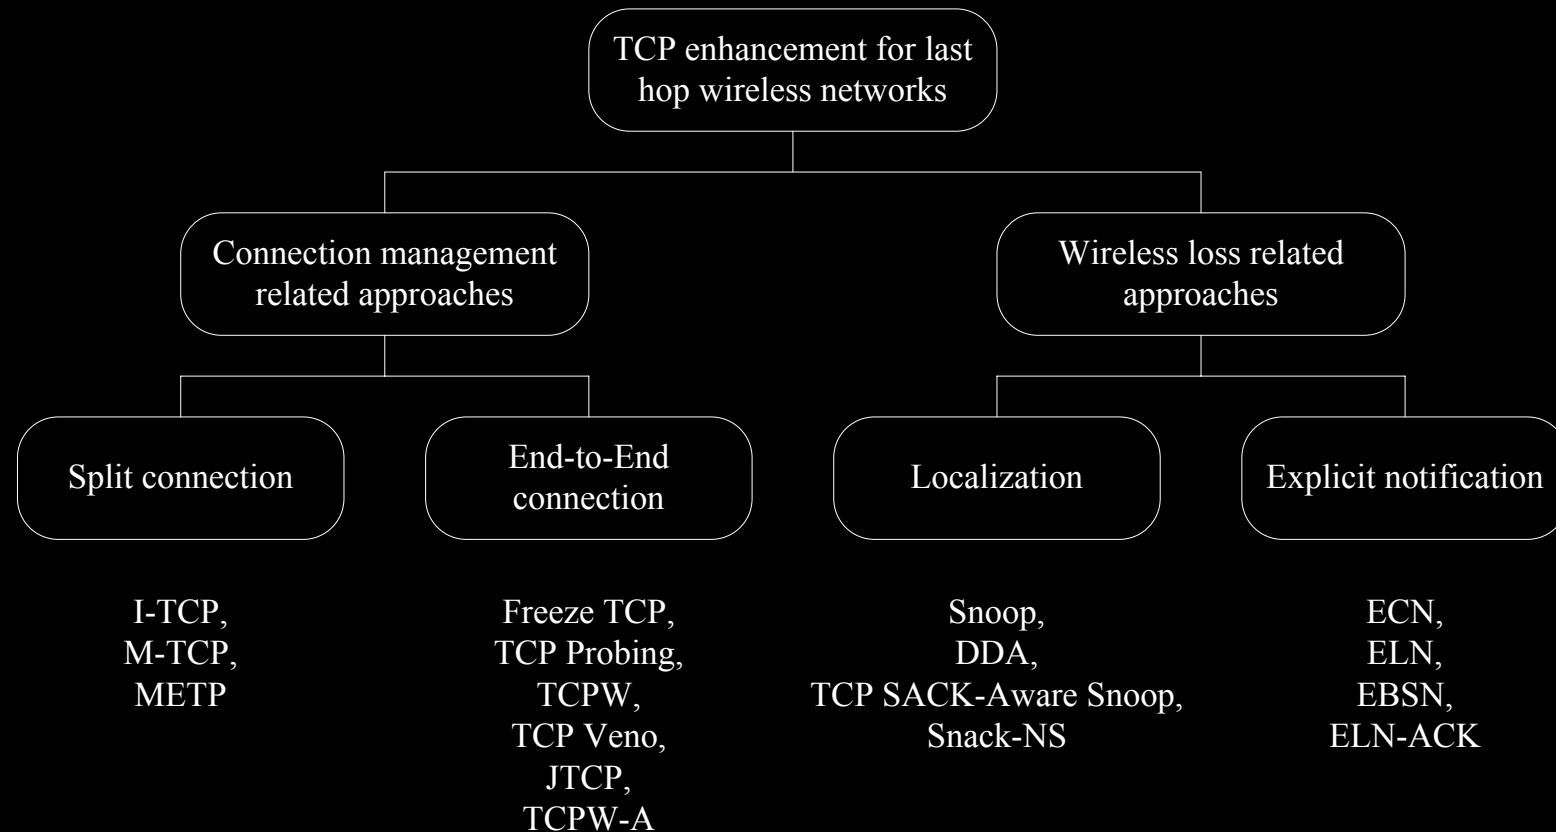 TCP enhancement for last
hop wireless networks
Connection management
related approaches
Wireless loss related
approaches
Split connection
End-to-End
connection
Localization
Explicit notification
I-TCP,
M-TCP,
METP
Freeze TCP,
TCP Probing,
TCPW,
TCP Veno,
JTCP,
TCPW-A
Snoop,
DDA,
TCP SACK-Aware Snoop,
Snack-NS
ECN,
ELN,
EBSN,
ELN-ACK